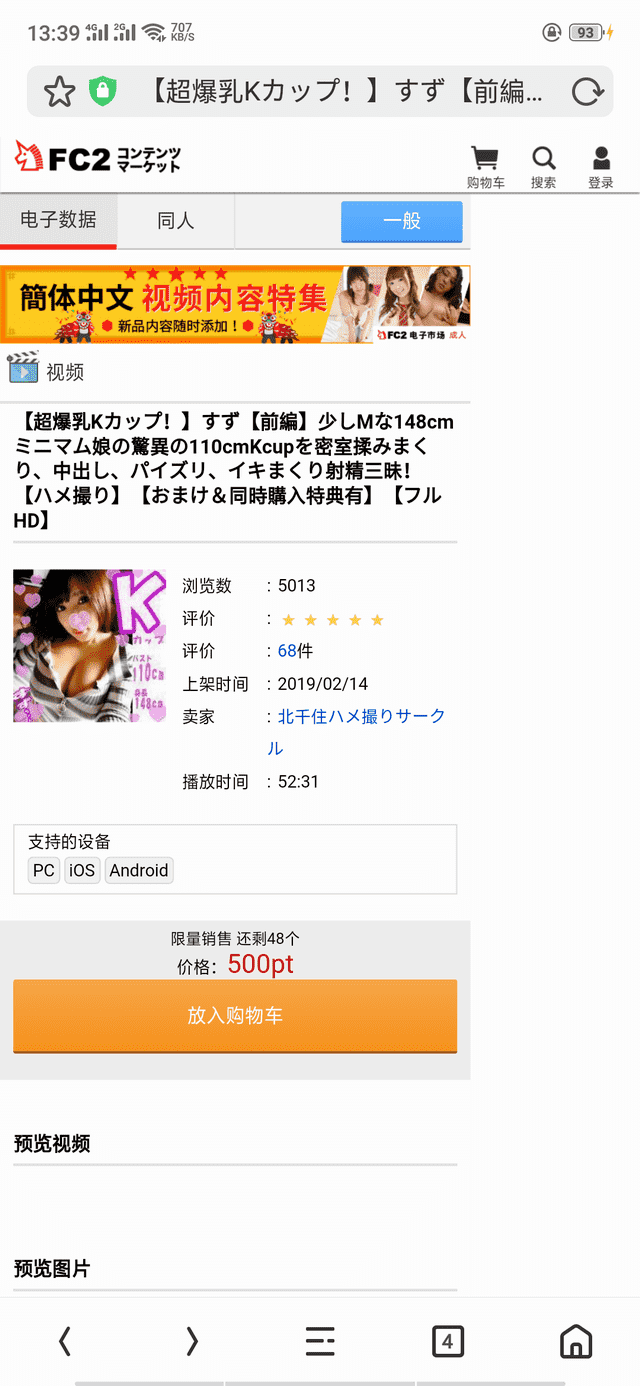 13:39 4G 2G 707 KB/S 93
【超爆乳Kカップ！】すず【前編...
FC2 コンテンツ
マーケット
购物车 搜索 登录
电子数据 同人 一般
簡体中文 视频内容特集
新品内容随时添加！
FC2 电子市场 成人
视频
【超爆乳Kカップ！】すず【前編】少しMな148cm
ミニマム娘の驚異の110cmKcupを密室揉みまく
り、中出し、パイズリ、イキまくり射精三昧！
【ハメ撮り】【おまけ＆同時購入特典有】【フル
HD】
K
カップ
バスト
110cm
身長
148cm
浏览数 : 5013
评价 : ★ ★ ★ ★ ★
评价 : 68件
上架时间 : 2019/02/14
卖家 : 北千住ハメ撮りサーク
ル
播放时间 : 52:31
支持的设备
PC iOS Android
限量销售 还剩48个
价格：500pt
放入购物车
预览视频
预览图片
4